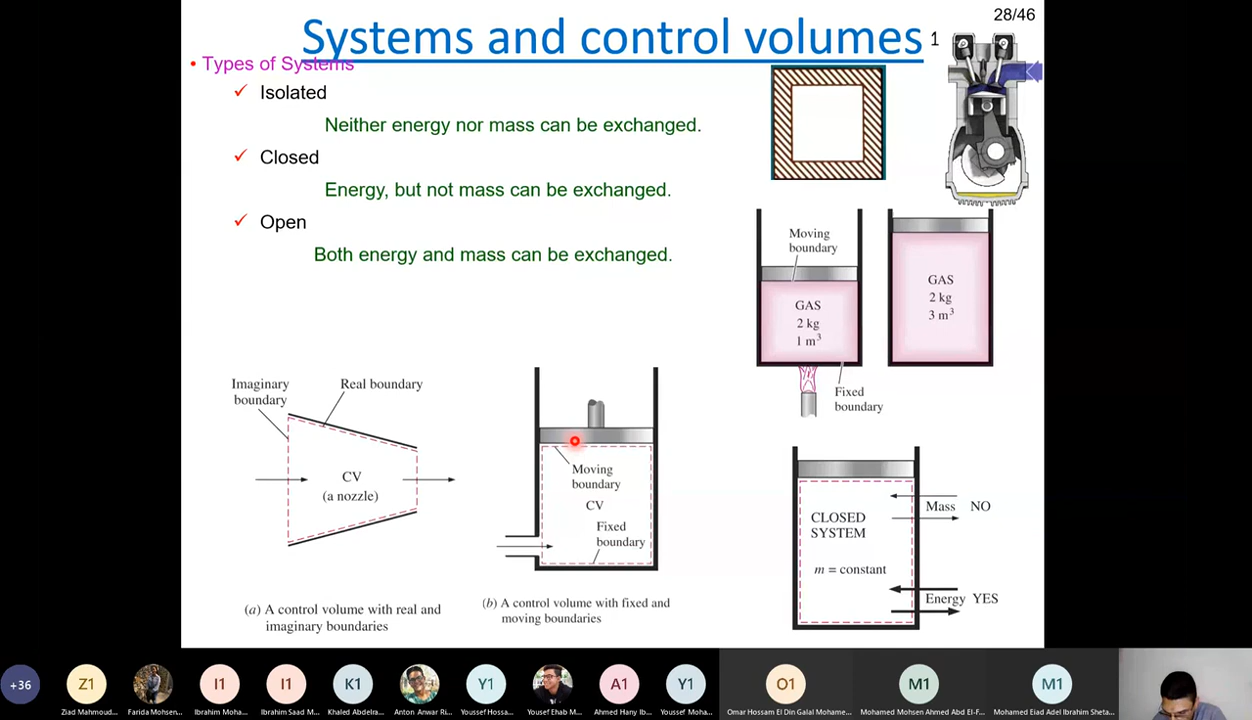 28/46
Systems and control volumes
1
• Types of Systems
✓ Isolated
Neither energy nor mass can be exchanged.
✓ Closed
Energy, but not mass can be exchanged.
✓ Open
Both energy and mass can be exchanged.
Moving
boundary
GAS
2 kg
1 m³
Fixed
boundary
GAS
2 kg
3 m³
Imaginary
boundary
Real boundary
CV
(a nozzle)
(a) A control volume with real and
imaginary boundaries
Moving
boundary
CV
Fixed
boundary
(b) A control volume with fixed and
moving boundaries
CLOSED
SYSTEM
m = constant
Mass NO
Energy YES
+36
Z1
I1
I1
K1
Y1
A1
Y1
O1
M1
M1
Ziad Mahmoud...
Farida Mohsen...
Ibrahim Moha...
Ibrahim Saad M...
Khaled Abdelra...
Anton Anwar Ri...
Youssef Hossa...
Yousef Ehab M...
Ahmed Hany Ib...
Youssef Moha...
Omar Hossam El Din Galal Mohame...
Mohamed Mohsen Ahmed Abd El-F...
Mohamed Eiad Adel Ibrahim Sheta...